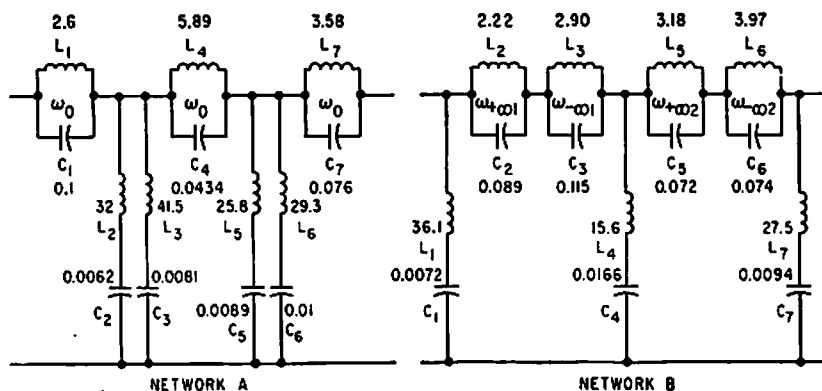 2.6 5.89 3.58
L1 L4 L7
ω0 ω0 ω0
C1 C4 C7
0.1 0.0434 0.076
32 41.5 25.8 29.3
L2 L3 L5 L6
0.0062 0.0081
C2 C3
0.0089 0.01
C5 C6
NETWORK A
2.22 2.90 3.18 3.97
L2 L3 L5 L6
ω+∞1 ω-∞1 ω+∞2 ω-∞2
C2 C3 C5 C6
0.089 0.115 0.072 0.074
36.1 15.6 27.5
L1 L4 L7
0.0072 0.0166 0.0094
C1 C4 C7
NETWORK B